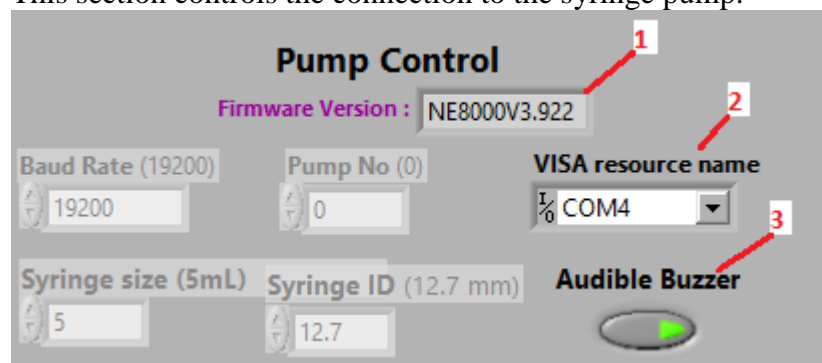 This section controls the connection to the syringe pump.
1
Pump Control
2
Firmware Version : NE8000V3.922
Baud Rate (19200) Pump No (0) VISA resource name
19200 0 I/O COM4
3
Syringe size (5mL) Syringe ID (12.7 mm) Audible Buzzer
5 12.7